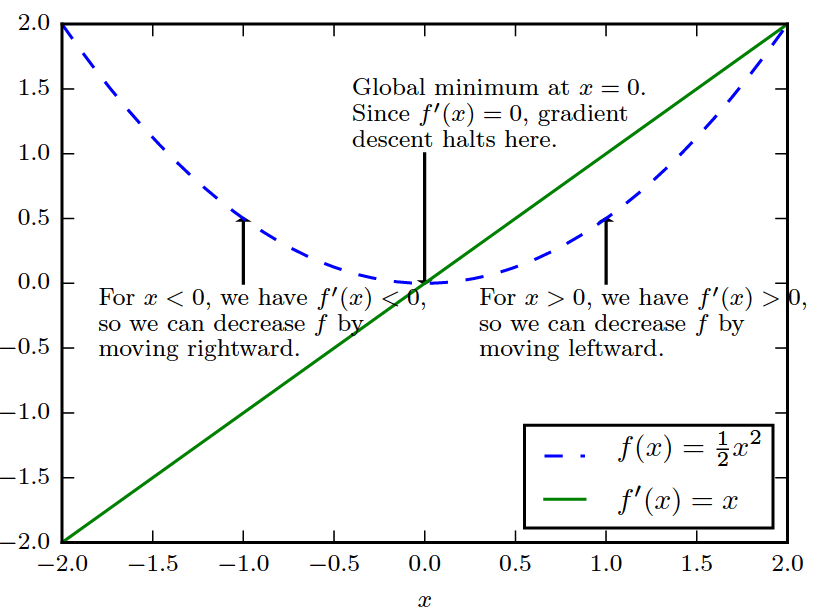 2.0
1.5
1.0
0.5
0.0
−0.5
−1.0
−1.5
−2.0
Global minimum at x = 0.
Since f′(x) = 0, gradient
descent halts here.
For x < 0, we have f′(x) < 0,
so we can decrease f by
moving rightward.
For x > 0, we have f′(x) > 0,
so we can decrease f by
moving leftward.
f(x) = ½x²
f′(x) = x
−2.0 −1.5 −1.0 −0.5 0.0 0.5 1.0 1.5 2.0
x